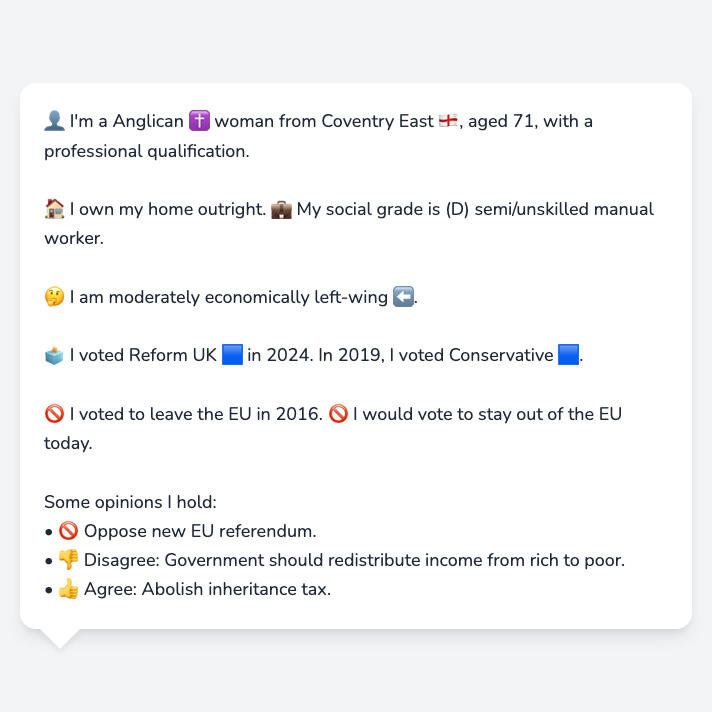 👤 I'm a Anglican ✝️ woman from Coventry East 🏴󠁧󠁢󠁥󠁮󠁧󠁿, aged 71, with a
professional qualification.
🏠 I own my home outright. 💼 My social grade is (D) semi/unskilled manual
worker.
🤔 I am moderately economically left-wing ⬅️.
🗳️ I voted Reform UK 🟦 in 2024. In 2019, I voted Conservative 🟦.
🚫 I voted to leave the EU in 2016. 🚫 I would vote to stay out of the EU
today.
Some opinions I hold:
• 🚫 Oppose new EU referendum.
• 👎 Disagree: Government should redistribute income from rich to poor.
• 👍 Agree: Abolish inheritance tax.